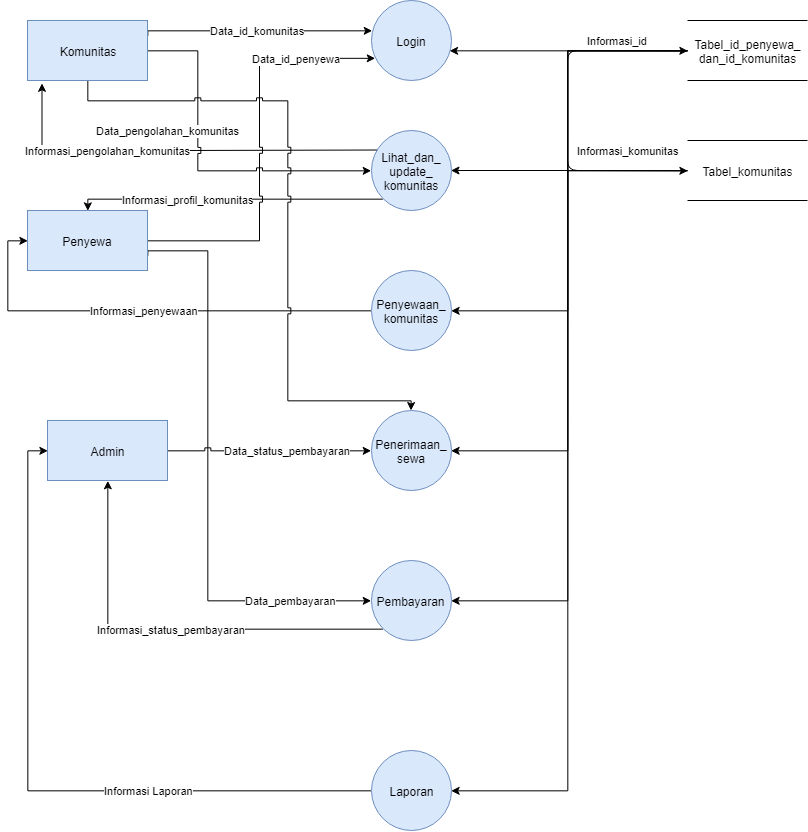 Data_id_komunitas
Login
Komunitas
Informasi_id
Tabel_id_penyewa_
dan_id_komunitas
Data_id_penyewa
Data_pengolahan_komunitas
Informasi_pengolahan_komunitas
Lihat_dan_
update_
komunitas
Informasi_komunitas
Tabel_komunitas
Informasi_profil_komunitas
Penyewa
Informasi_penyewaan
Penyewaan_
komunitas
Admin
Data_status_pembayaran
Penerimaan_
sewa
Data_pembayaran
Pembayaran
Informasi_status_pembayaran
Informasi Laporan
Laporan